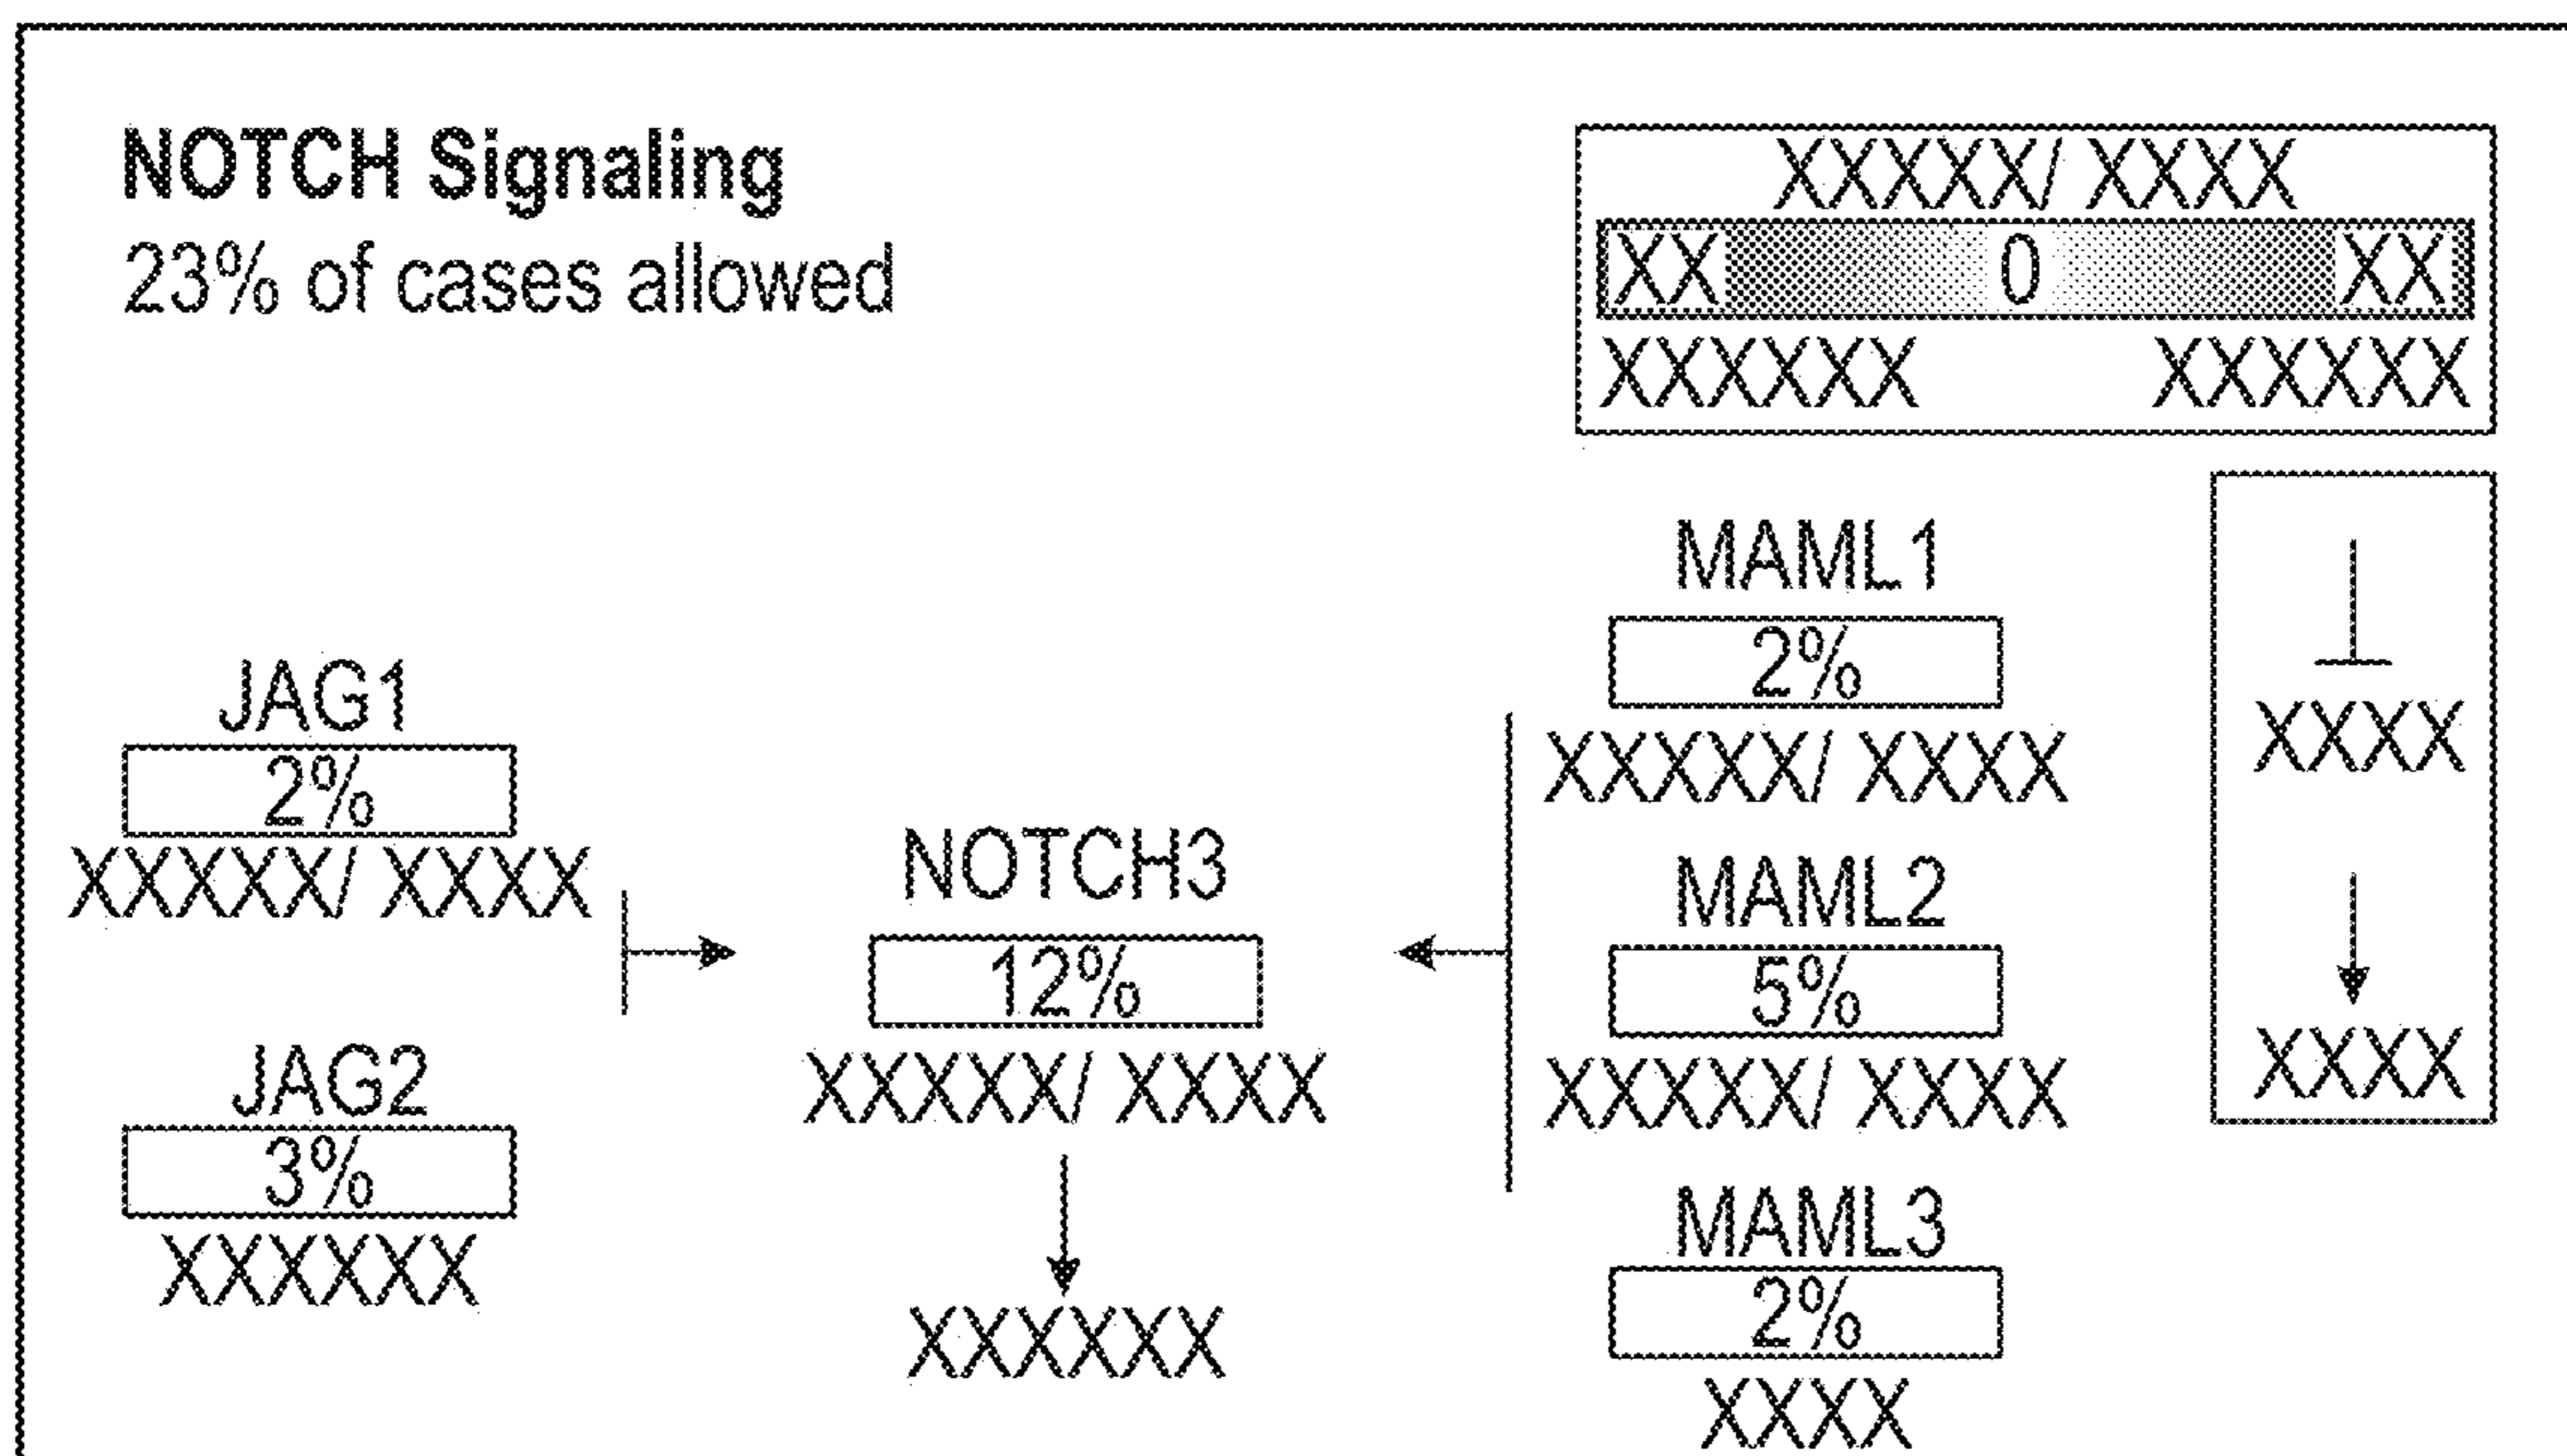 NOTCH Signaling
23% of cases allowed
XXXXX/ XXXX
XX 0 XX
XXXXXX XXXXXX
JAG1
2%
XXXXX/ XXXX
JAG2
3%
XXXXXX
NOTCH3
12%
XXXXX/ XXXX
XXXXXX
MAML1
2%
XXXXX/ XXXX
MAML2
5%
XXXXX/ XXXX
MAML3
2%
XXXX
XXXX
XXXX